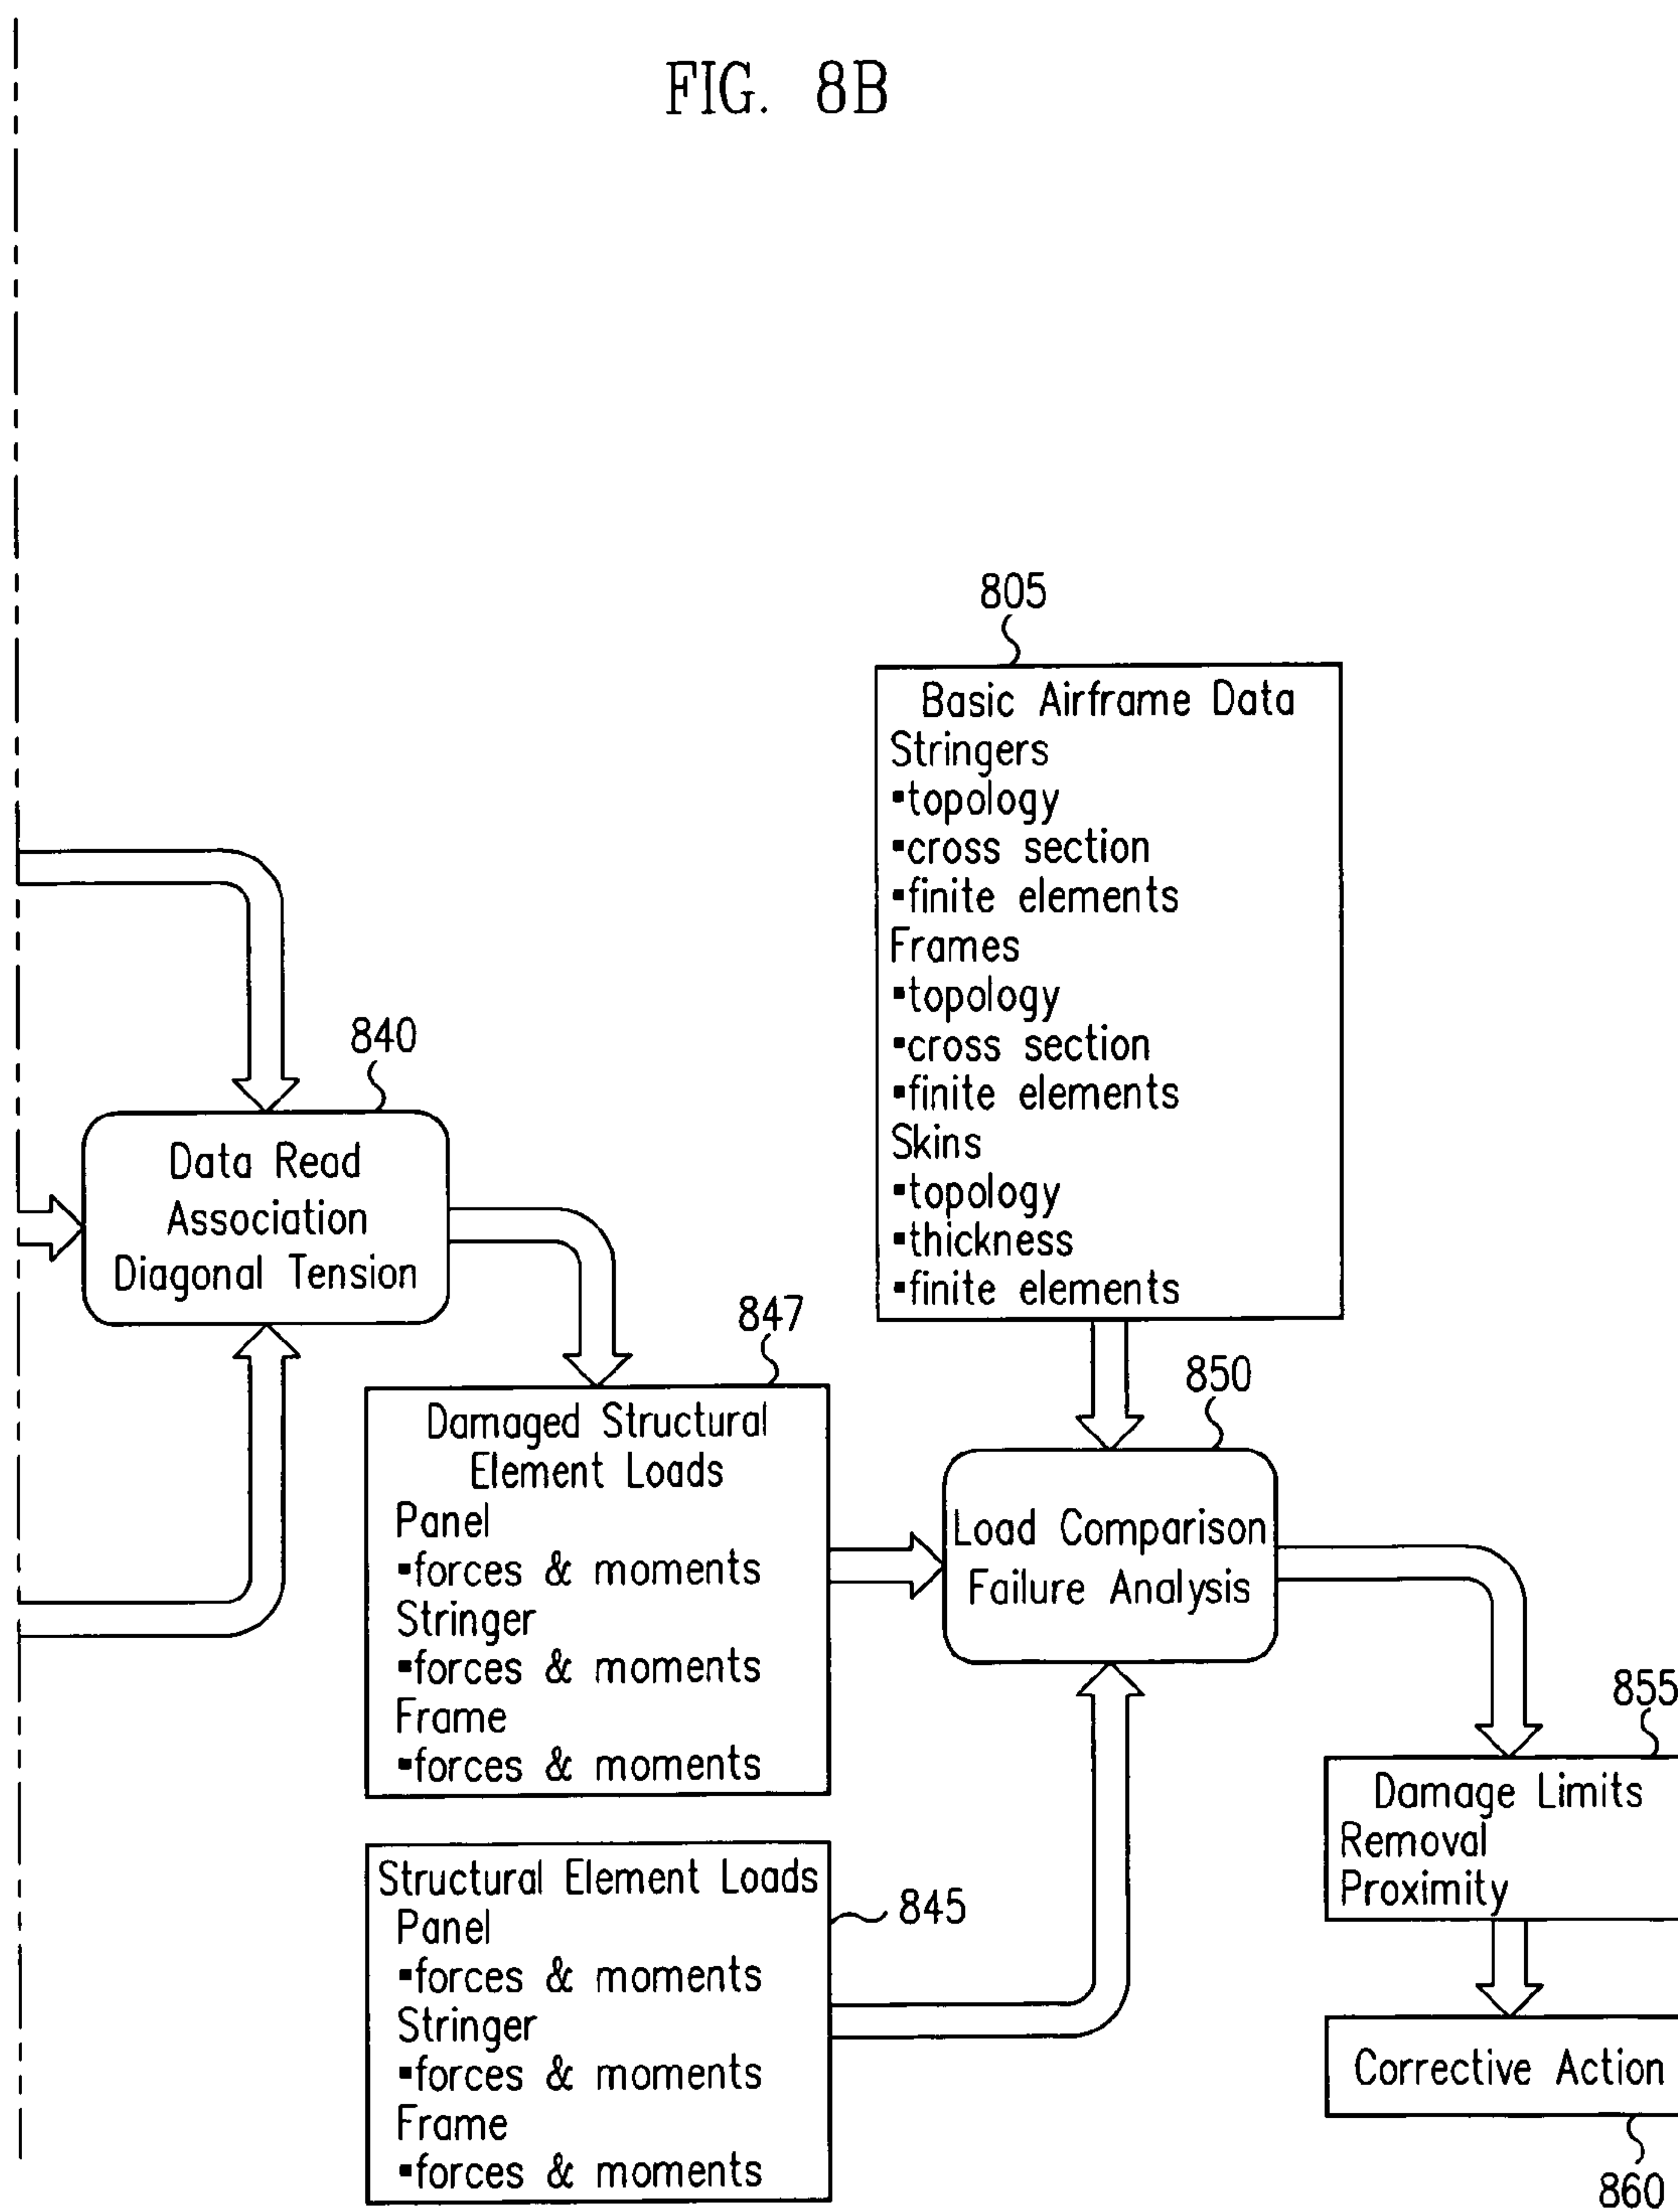 FIG. 8B
805
Basic Airframe Data
Stringers
▪topology
▪cross section
▪finite elements
Frames
▪topology
▪cross section
▪finite elements
Skins
▪topology
▪thickness
▪finite elements
840
Data Read
Association
Diagonal Tension
847
Damaged Structural
Element Loads
Panel
▪forces & moments
Stringer
▪forces & moments
Frame
▪forces & moments
850
Load Comparison
Failure Analysis
Structural Element Loads
Panel
▪forces & moments
Stringer
▪forces & moments
Frame
▪forces & moments
845
855
Damage Limits
Removal
Proximity
Corrective Action
860